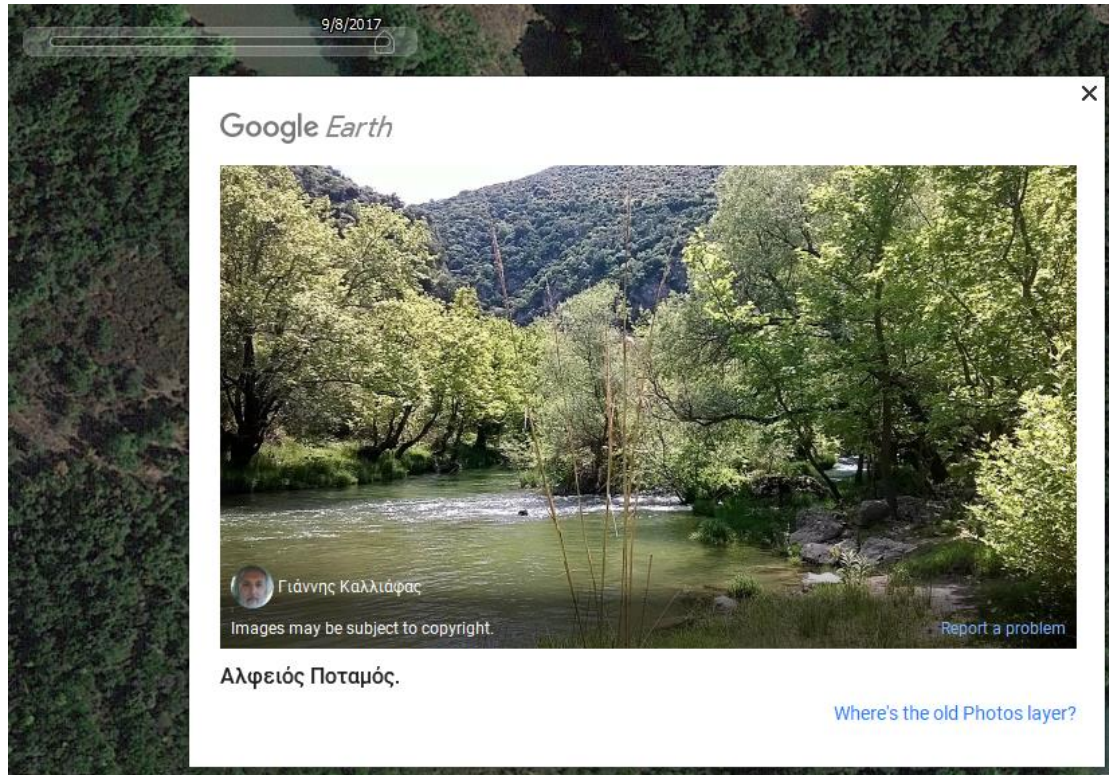 9/8/2017
Google Earth
Γιάννης Καλλιάφας
Images may be subject to copyright.
Report a problem
Αλφειός Ποταμός.
Where's the old Photos layer?